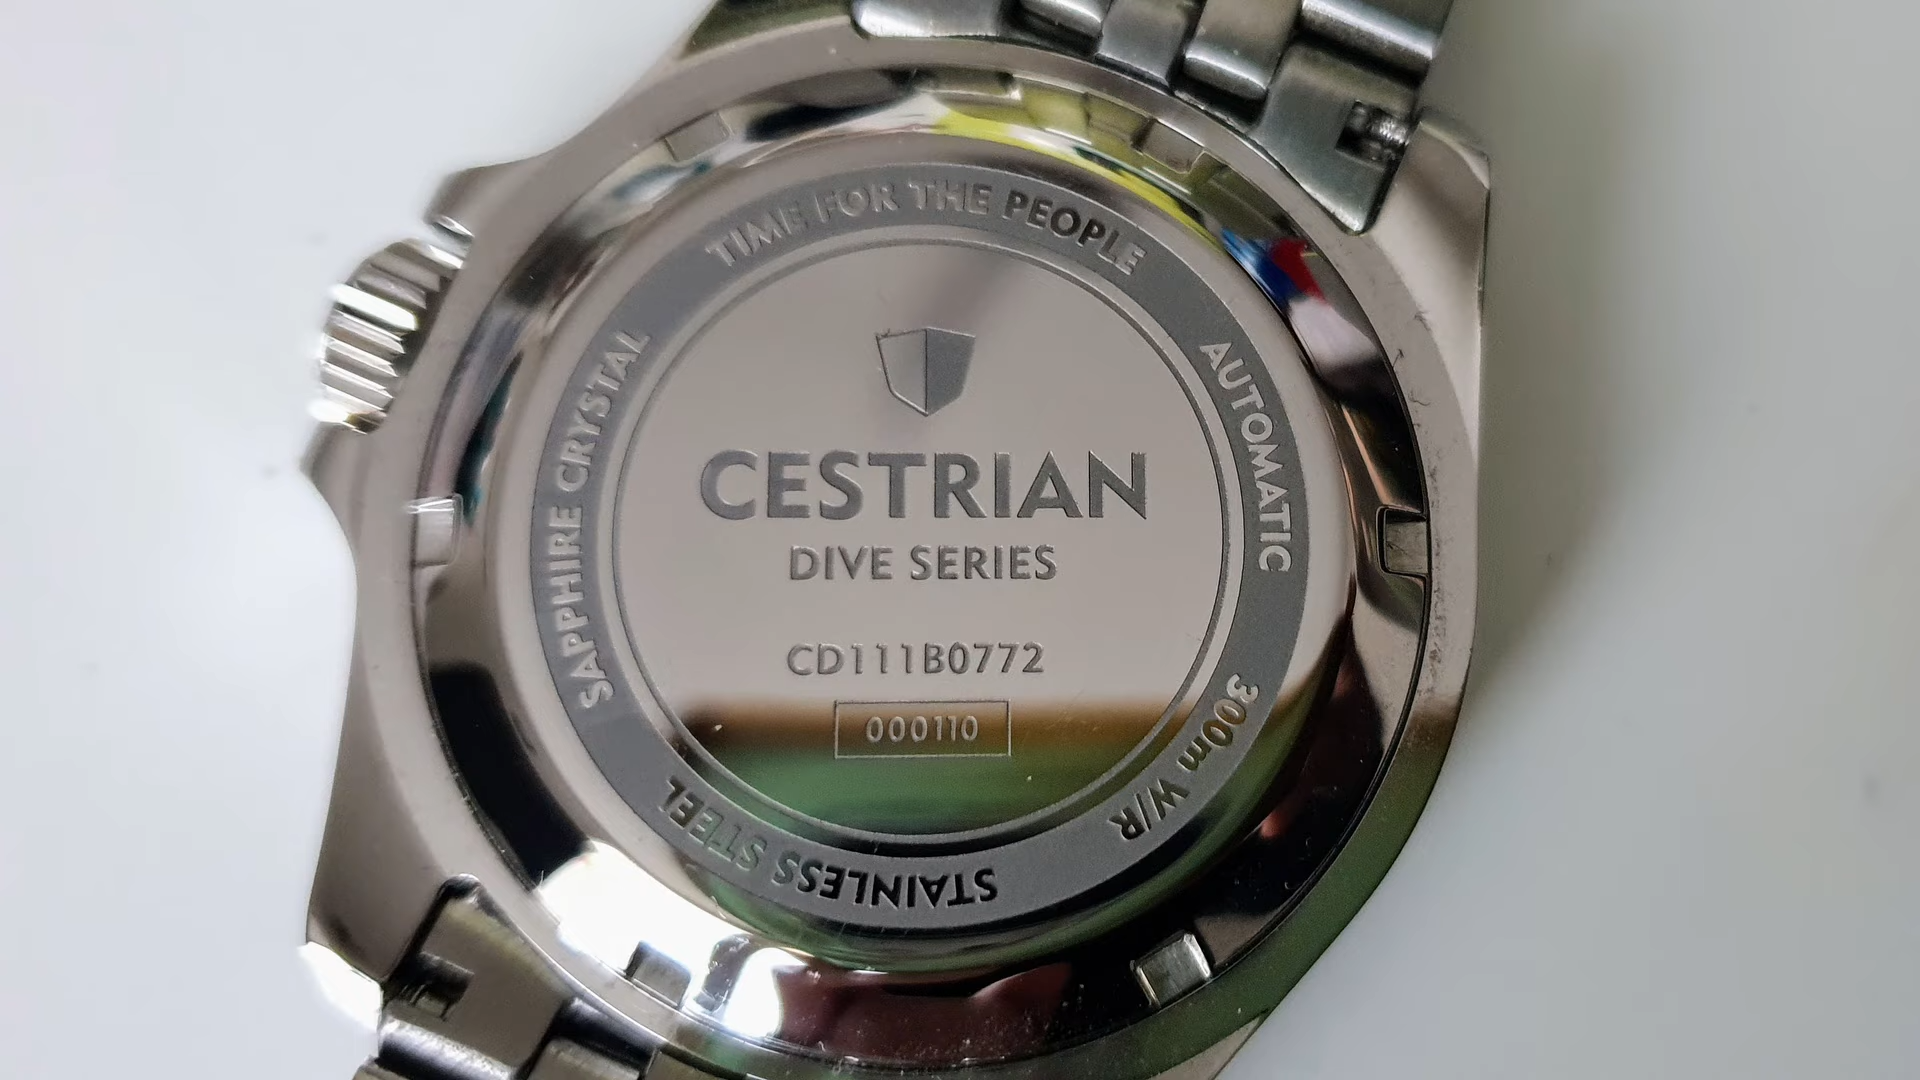 TIME FOR THE PEOPLE
AUTOMATIC
300m W/R
STAINLESS STEEL
SAPPHIRE CRYSTAL
CESTRIAN
DIVE SERIES
CD111B0772
000110